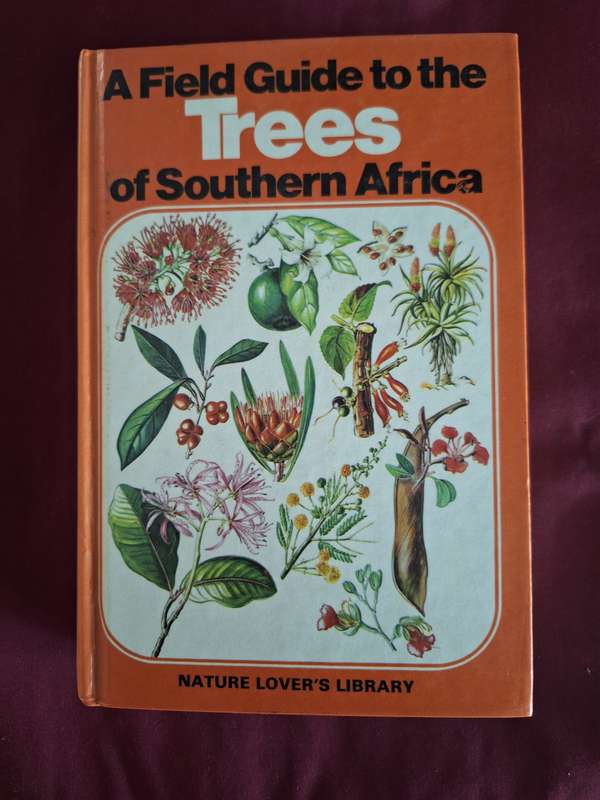 A Field Guide to the
Trees
of Southern Africa
NATURE LOVER'S LIBRARY